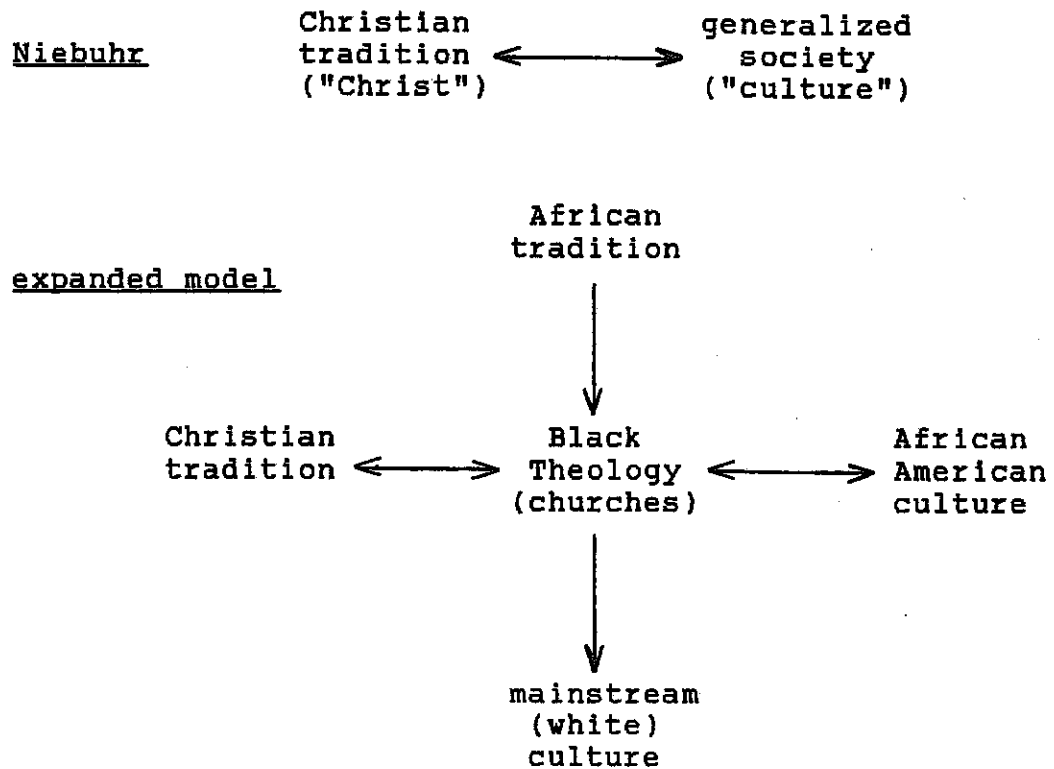 Niebuhr
Christian
tradition
("Christ")
generalized
society
("culture")
expanded model
African
tradition
Christian
tradition
Black
Theology
(churches)
African
American
culture
mainstream
(white)
culture